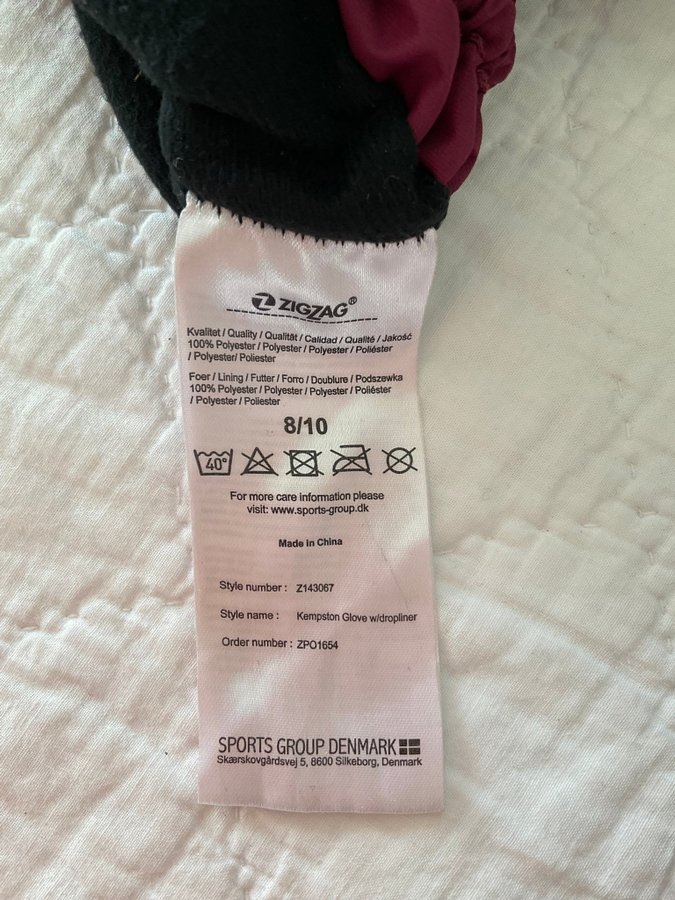 ZIGZAG®
Kvalitet / Quality / Qualität / Calidad / Qualité / Jakość
100% Polyester / Polyester / Polyester / Poliéster
/ Polyester/ Poliester
Foer / Lining / Futter / Forro / Doublure / Podszewka
100% Polyester / Polyester / Polyester / Poliéster
/ Polyester / Poliester
8/10
40°
For more care information please
visit: www.sports-group.dk
Made in China
Style number : Z143067
Style name : Kempston Glove w/dropliner
Order number : ZPO1654
SPORTS GROUP DENMARK
Skærskovgårdsvej 5, 8600 Silkeborg, Denmark